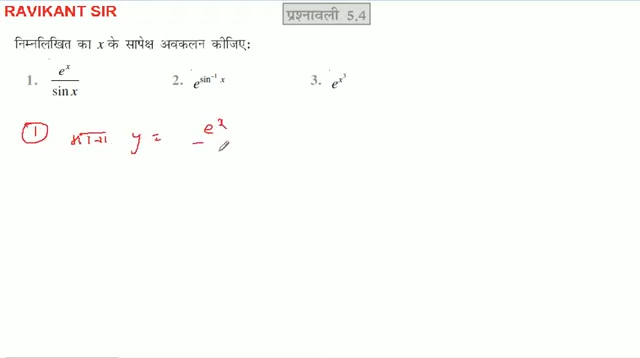 RAVIKANT SIR
प्रश्नावली 5.4
निम्नलिखित का x के सापेक्ष अवकलन कीजिए:
1. e^x / sin x 2. e^(sin⁻¹ x) 3. e^(x³)
① माना y = e^x